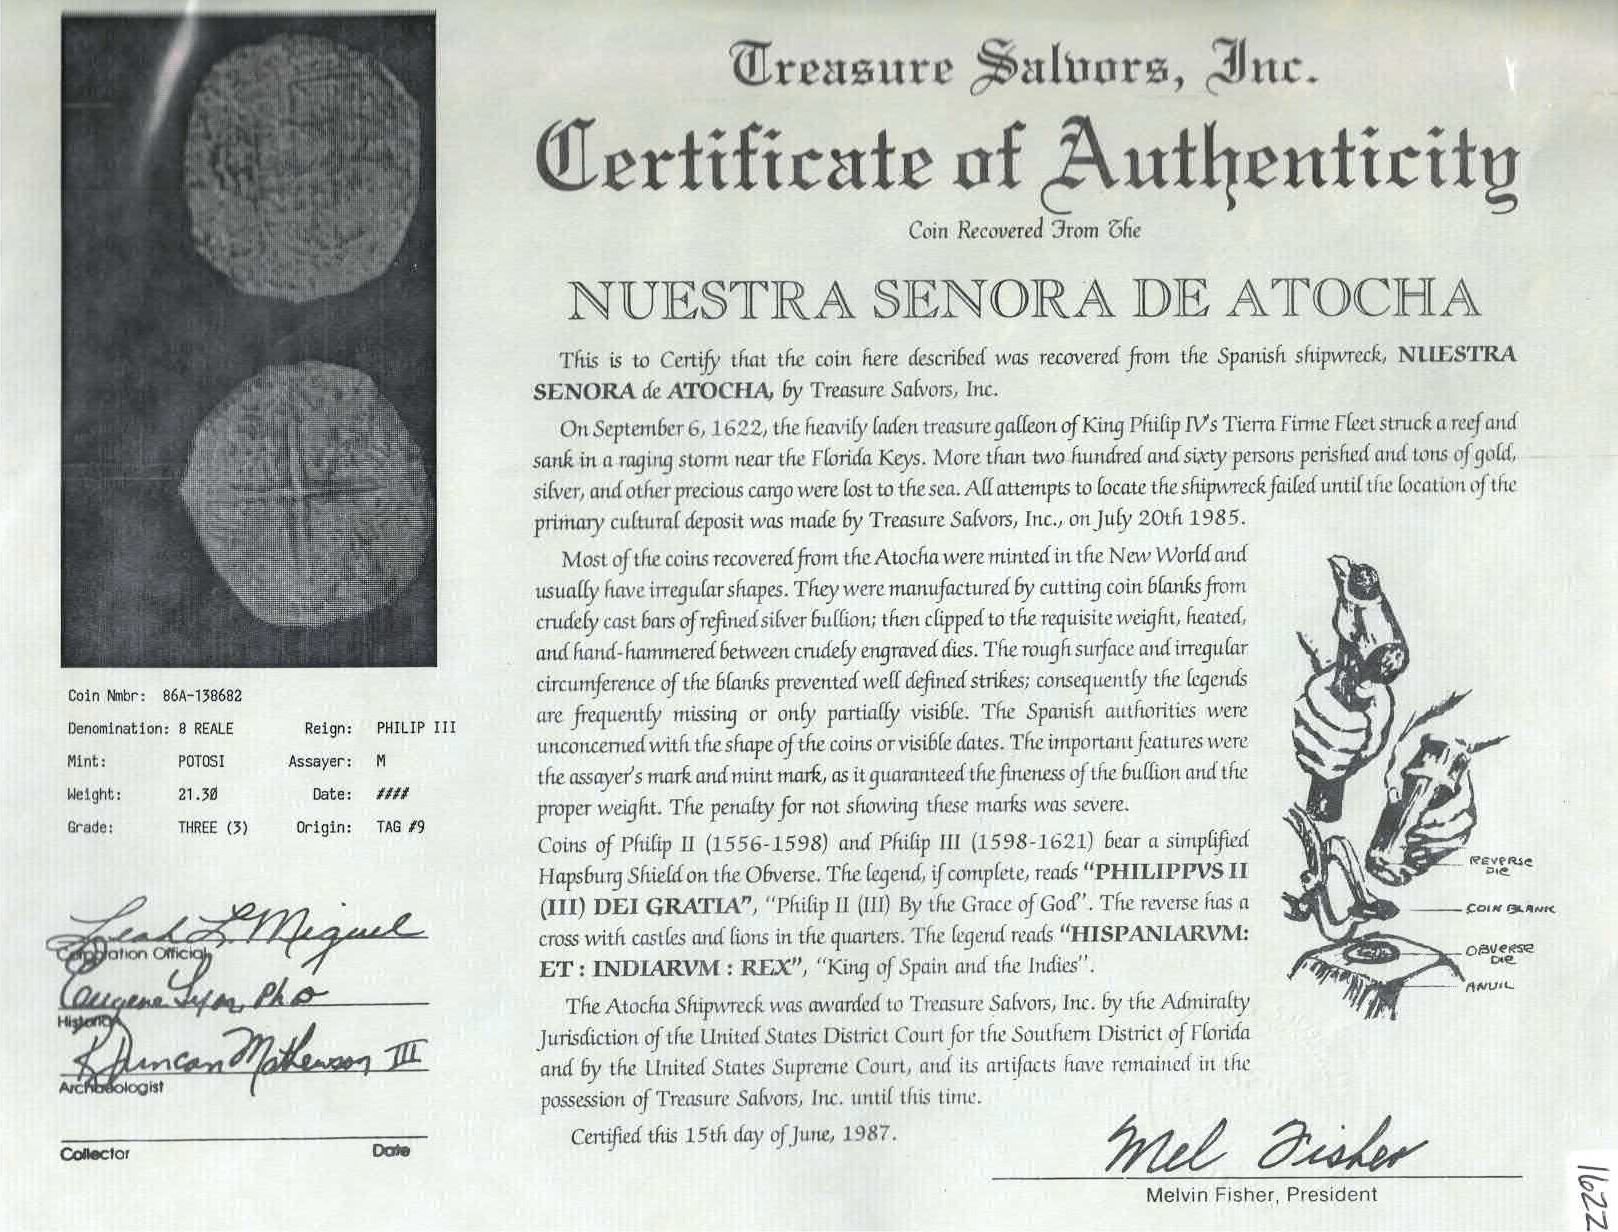 Treasure Salvors, Inc.
Certificate of Authenticity
Coin Recovered From The
NUESTRA SENORA DE ATOCHA
This is to Certify that the coin here described was recovered from the Spanish shipwreck, NUESTRA
SENORA de ATOCHA, by Treasure Salvors, Inc.
On September 6, 1622, the heavily laden treasure galleon of King Philip IV's Tierra Firme Fleet struck a reef and
sank in a raging storm near the Florida Keys. More than two hundred and sixty persons perished and tons of gold,
silver, and other precious cargo were lost to the sea. All attempts to locate the shipwreck failed until the location of the
primary cultural deposit was made by Treasure Salvors, Inc., on July 20th 1985.
Most of the coins recovered from the Atocha were minted in the New World and
usually have irregular shapes. They were manufactured by cutting coin blanks from
crudely cast bars of refined silver bullion; then clipped to the requisite weight, heated,
and hand-hammered between crudely engraved dies. The rough surface and irregular
circumference of the blanks prevented well defined strikes; consequently the legends
are frequently missing or only partially visible. The Spanish authorities were
unconcerned with the shape of the coins or visible dates. The important features were
the assayer's mark and mint mark, as it guaranteed the fineness of the bullion and the
proper weight. The penalty for not showing these marks was severe.
Coins of Philip II (1556-1598) and Philip III (1598-1621) bear a simplified
Hapsburg Shield on the Obverse. The legend, if complete, reads "PHILIPPVS II
(III) DEI GRATIA", "Philip II (III) By the Grace of God". The reverse has a
cross with castles and lions in the quarters. The legend reads "HISPANIARVM:
ET : INDIARVM : REX", "King of Spain and the Indies".
The Atocha Shipwreck was awarded to Treasure Salvors, Inc. by the Admiralty
Jurisdiction of the United States District Court for the Southern District of Florida
and by the United States Supreme Court, and its artifacts have remained in the
possession of Treasure Salvors, Inc. until this time.
Certified this 15th day of June, 1987.
REVERSE
DIE
COIN BLANK
OBVERSE
DIE
ANVIL
Coin Nmbr: 86A-138682
Denomination: 8 REALE Reign: PHILIP III
Mint: POTOSI Assayer: M
Weight: 21.30 Date: ####
Grade: THREE (3) Origin: TAG #9
Leah L Miguel
Corporation Official
Eugene Lyon, PhD
Historian
R Duncan Mathewson III
Archaeologist
Collector Date
Mel Fisher
Melvin Fisher, President
1622